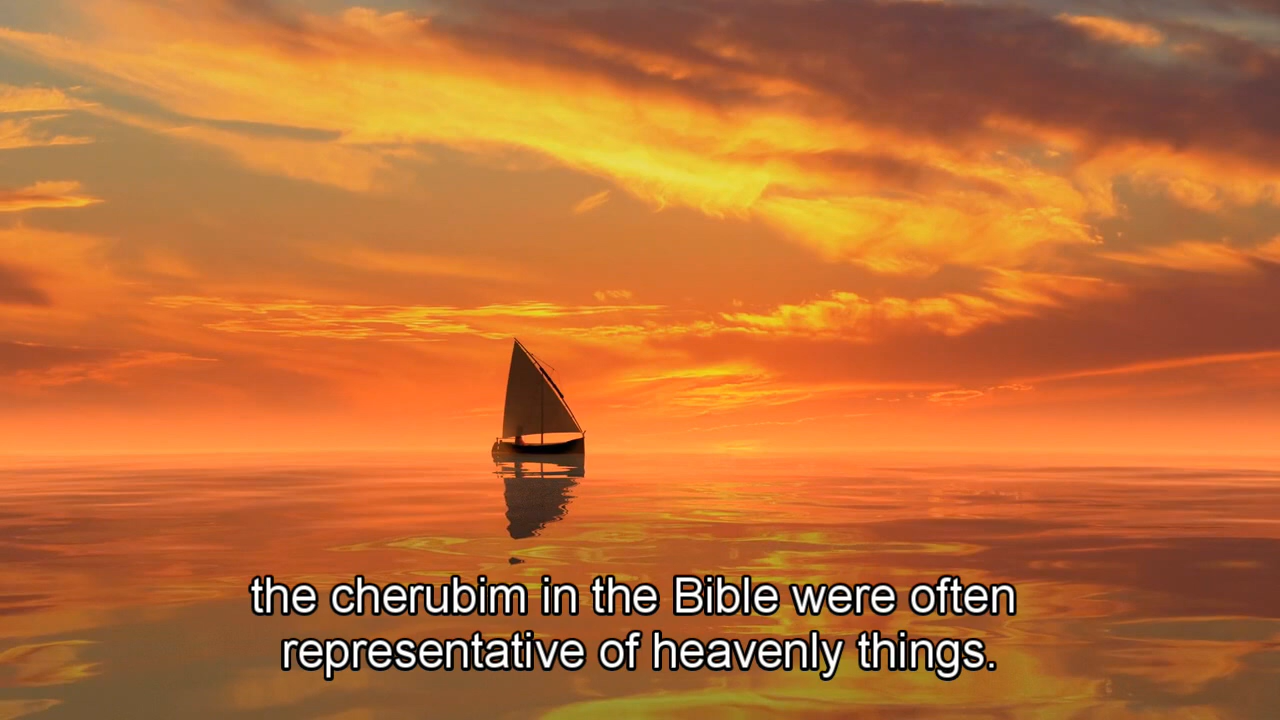 the cherubim in the Bible were often
representative of heavenly things.